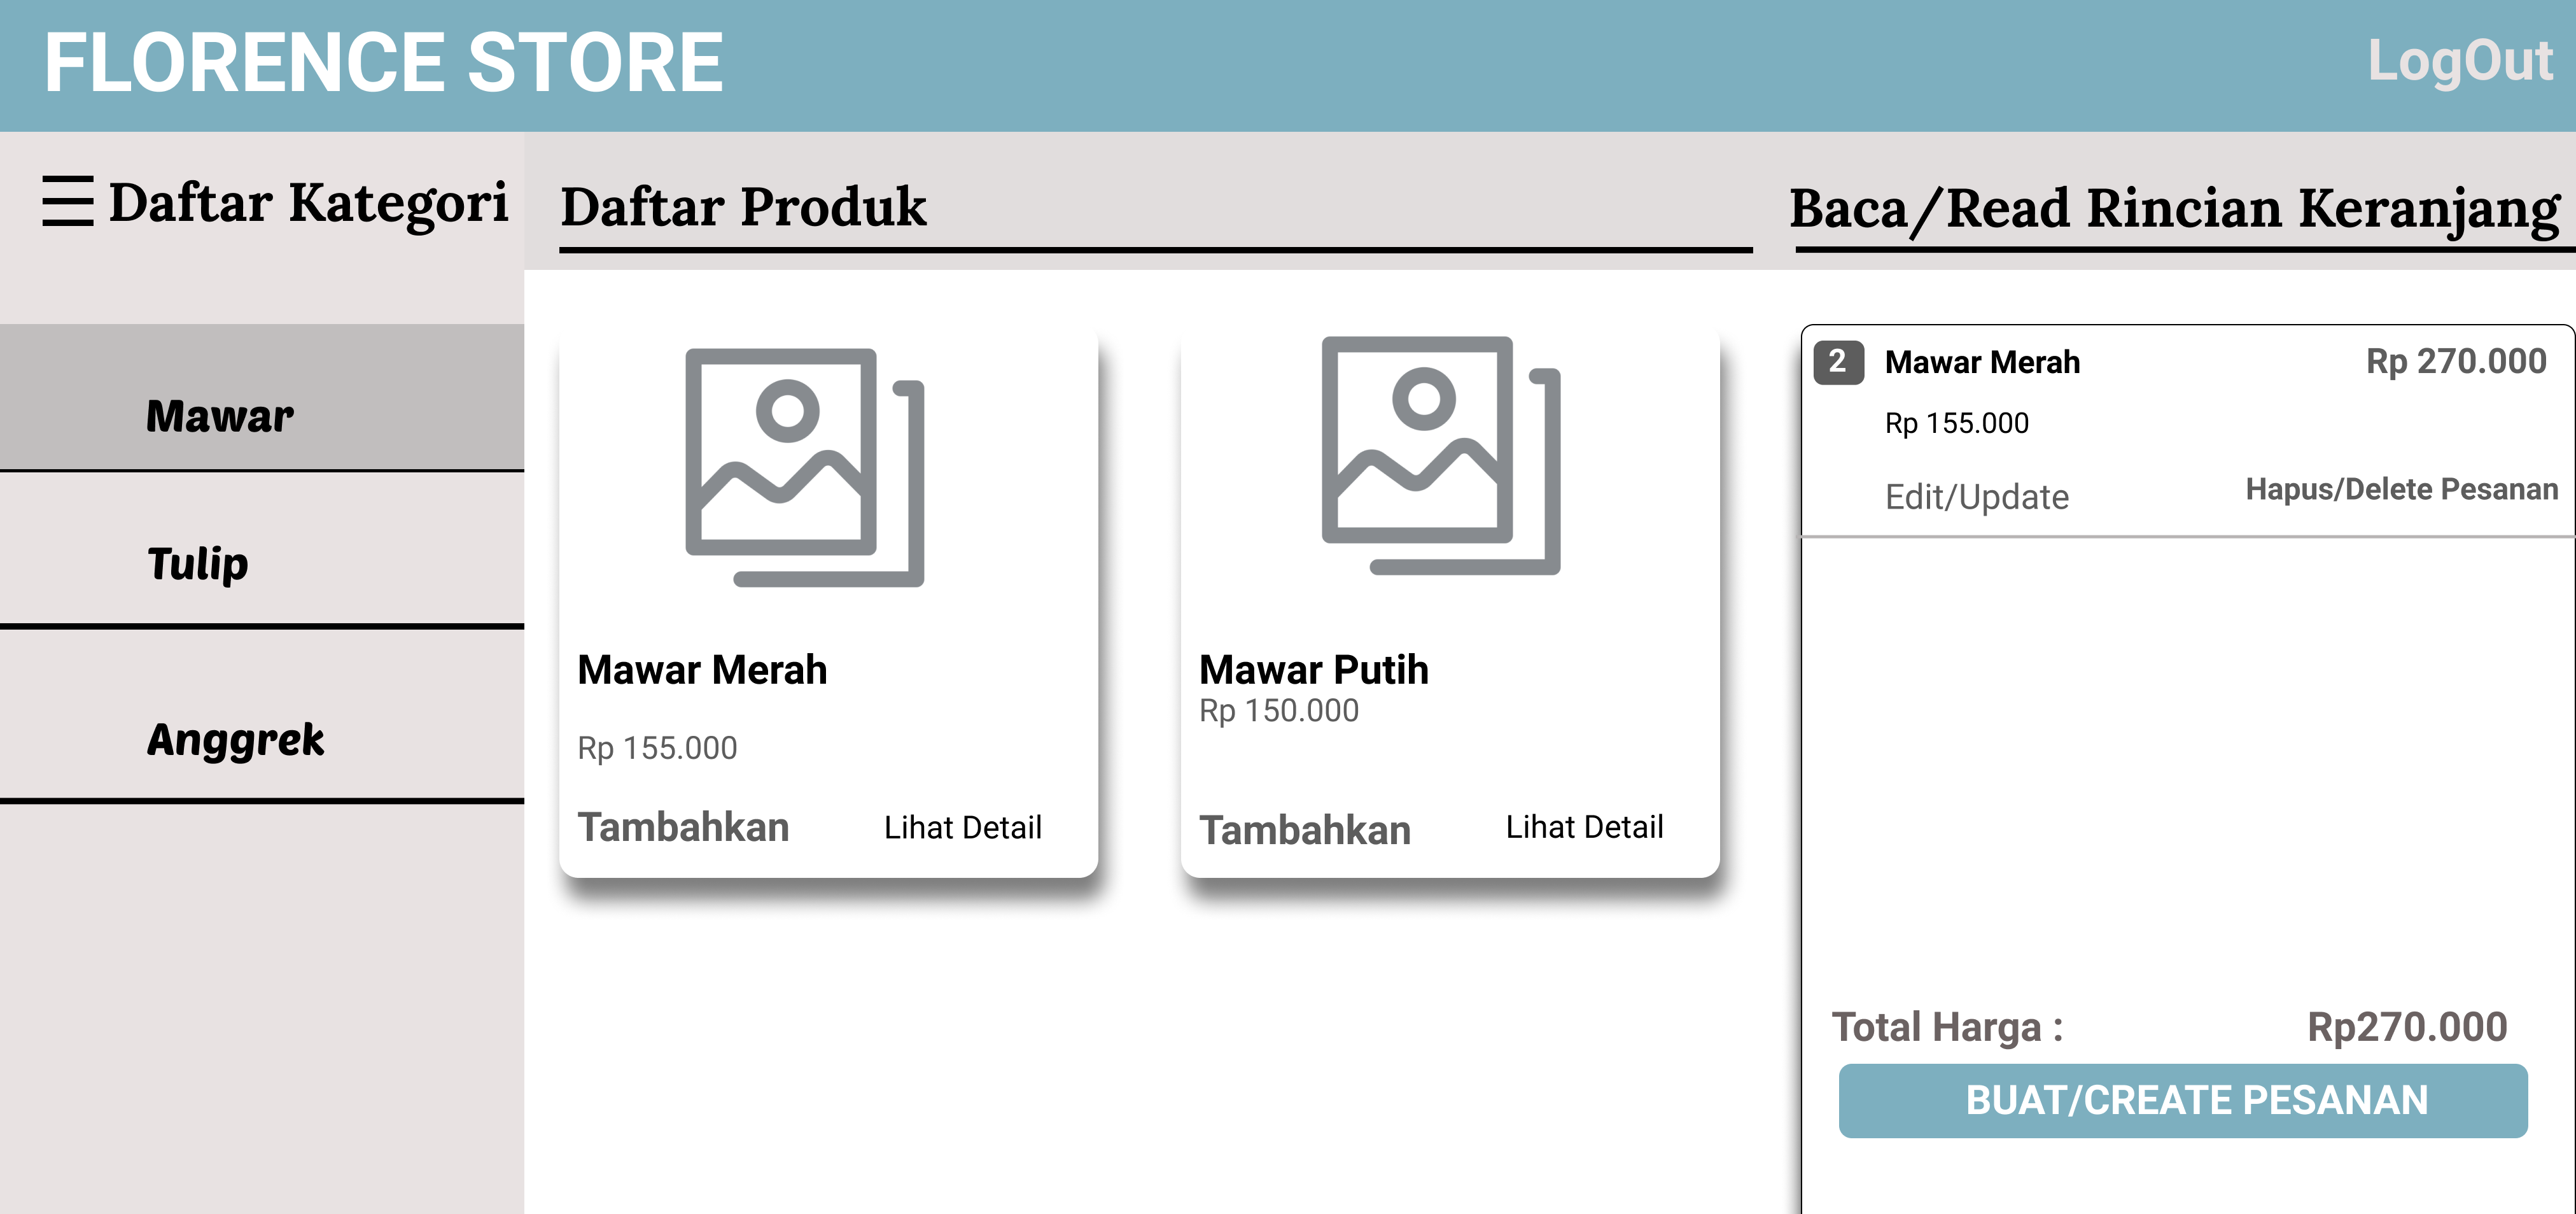 FLORENCE STORE
LogOut
Daftar Kategori
Mawar
Tulip
Anggrek
Daftar Produk
Mawar Merah
Rp 155.000
Tambahkan
Lihat Detail
Mawar Putih
Rp 150.000
Tambahkan
Lihat Detail
Baca/Read Rincian Keranjang
2 Mawar Merah Rp 270.000
Rp 155.000
Edit/Update Hapus/Delete Pesanan
Total Harga : Rp270.000
BUAT/CREATE PESANAN